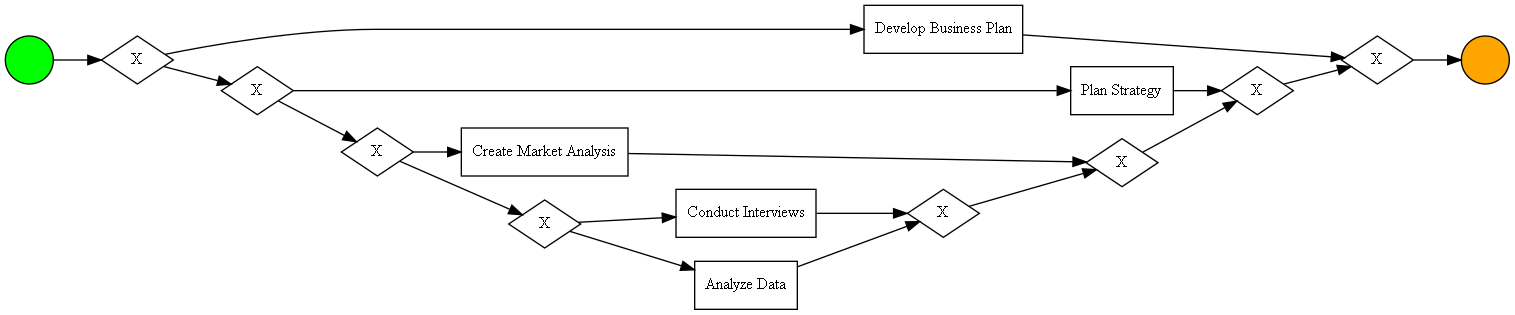 X
Develop Business Plan
X
X
Plan Strategy
X
X
Create Market Analysis
X
X
Conduct Interviews
X
Analyze Data